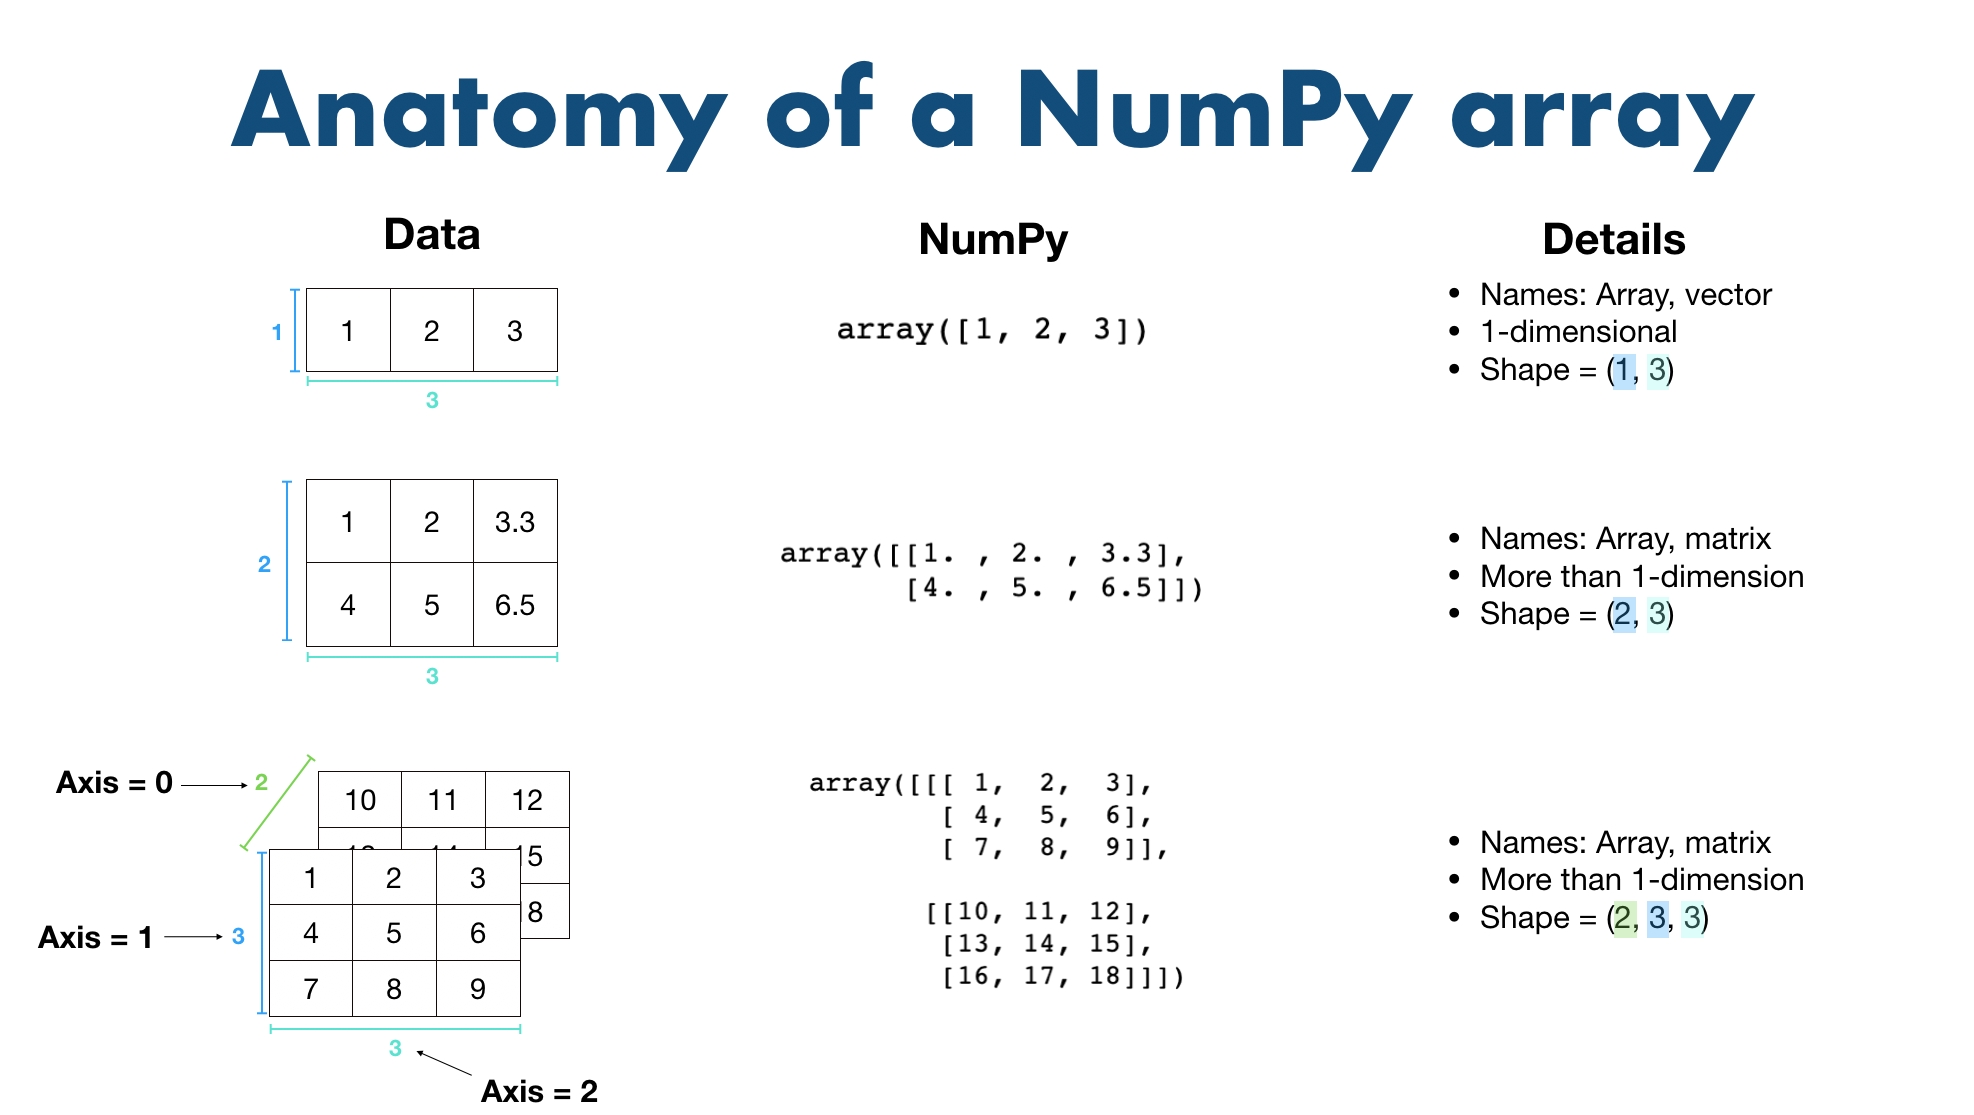 Anatomy of a NumPy array
Data
NumPy
Details
1
1 2 3
3
array([1, 2, 3])
• Names: Array, vector
• 1-dimensional
• Shape = (1, 3)
2
1 2 3.3
4 5 6.5
3
array([[1. , 2. , 3.3],
[4. , 5. , 6.5]])
• Names: Array, matrix
• More than 1-dimension
• Shape = (2, 3)
Axis = 0
2
10 11 12
5
8
Axis = 1
3
1 2 3
4 5 6
7 8 9
3
Axis = 2
array([[[ 1, 2, 3],
[ 4, 5, 6],
[ 7, 8, 9]],
[[10, 11, 12],
[13, 14, 15],
[16, 17, 18]]])
• Names: Array, matrix
• More than 1-dimension
• Shape = (2, 3, 3)